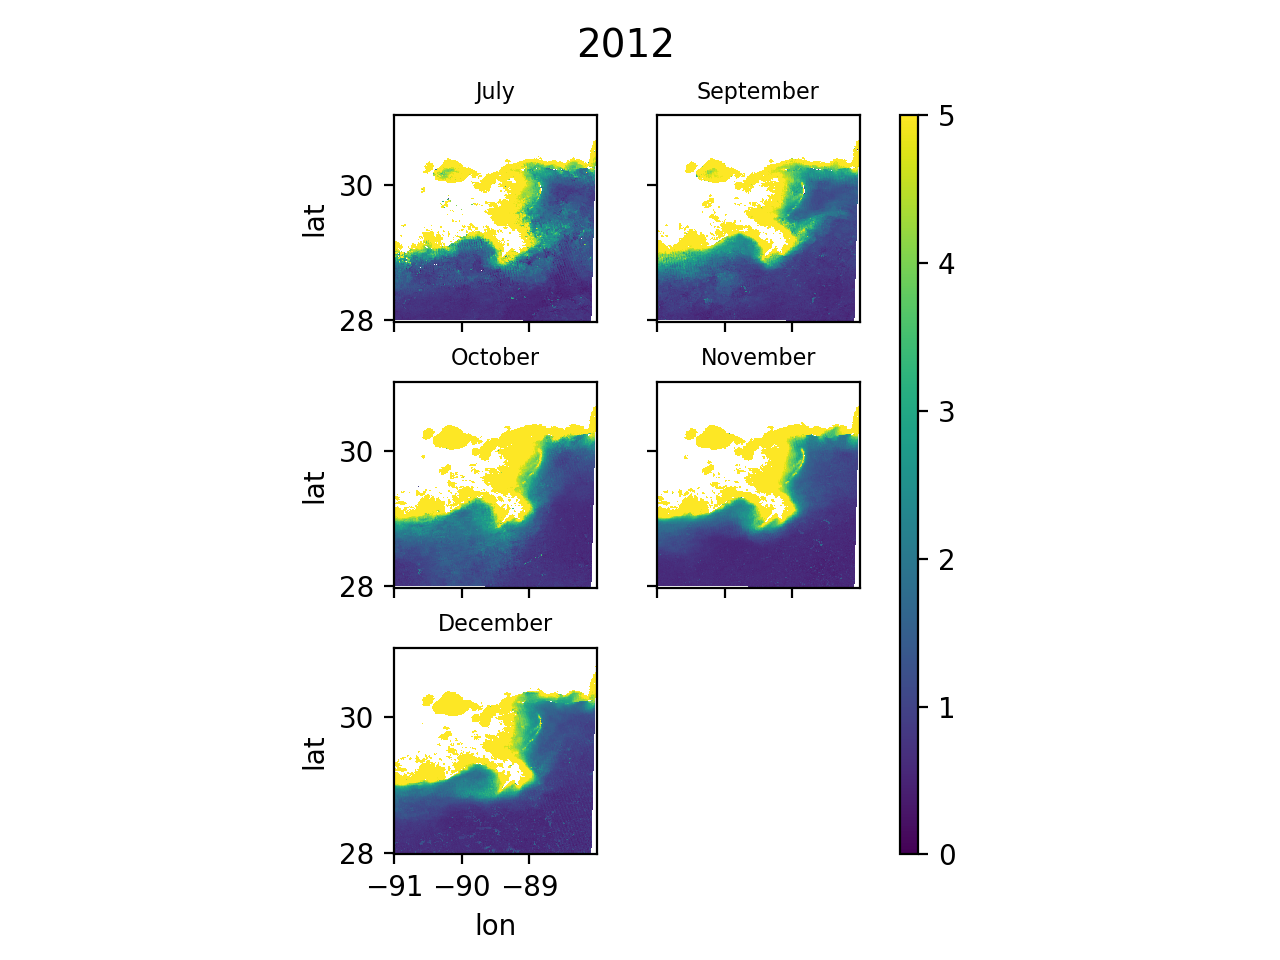 2012
July
September
lat
30
28
October
November
lat
30
28
December
lat
30
28
−91 −90 −89
lon
5
4
3
2
1
0